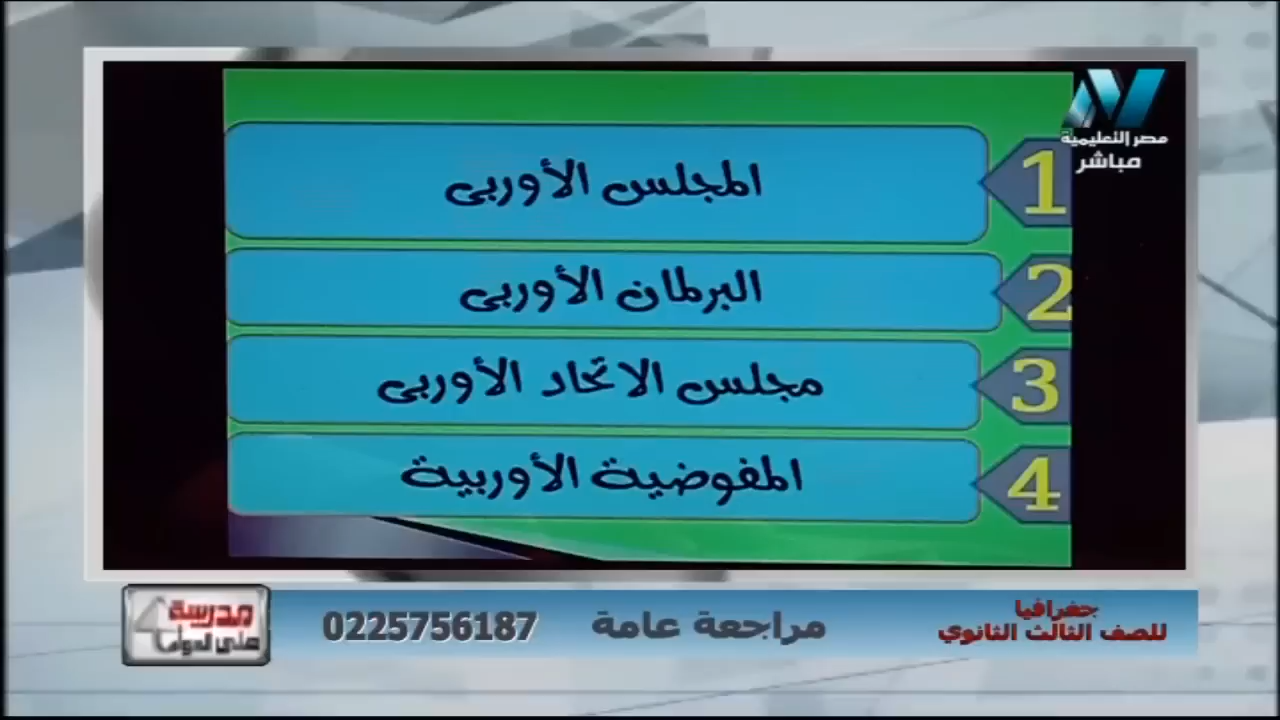 مصر التعليمية
مباشر
1 المجلس الأوربى
2 البرلمان الأوربى
3 مجلس الاتحاد الأوربى
4 المفوضية الأوربية
جغرافيا
للصف الثالث الثانوي
مراجعة عامة
0225756187
مدرسة
على الهواء